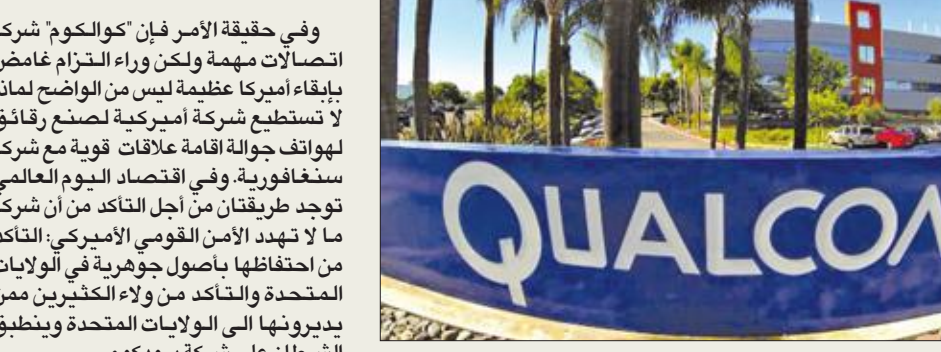 وفي حقيقة الأمر فإن "كوالكوم" شركة
اتصالات مهمة ولكن وراء التزام غامض
بإبقاء أميركا عظيمة ليس من الواضح لماذا
لا تستطيع شركة أميركية لصنع رقائق
لهواتف جوالة اقامة علاقات قوية مع شركة
سنغافورية. وفي اقتصاد اليوم العالمي
توجد طريقتان من أجل التأكد من أن شركة
ما لا تهدد الأمن القومي الأميركي: التأكد
من احتفاظها بأصول جوهرية في الولايات
المتحدة والتأكد من ولاء الكثيرين ممن
يديرونها الى الولايات المتحدة وينطبق
QUALCOM